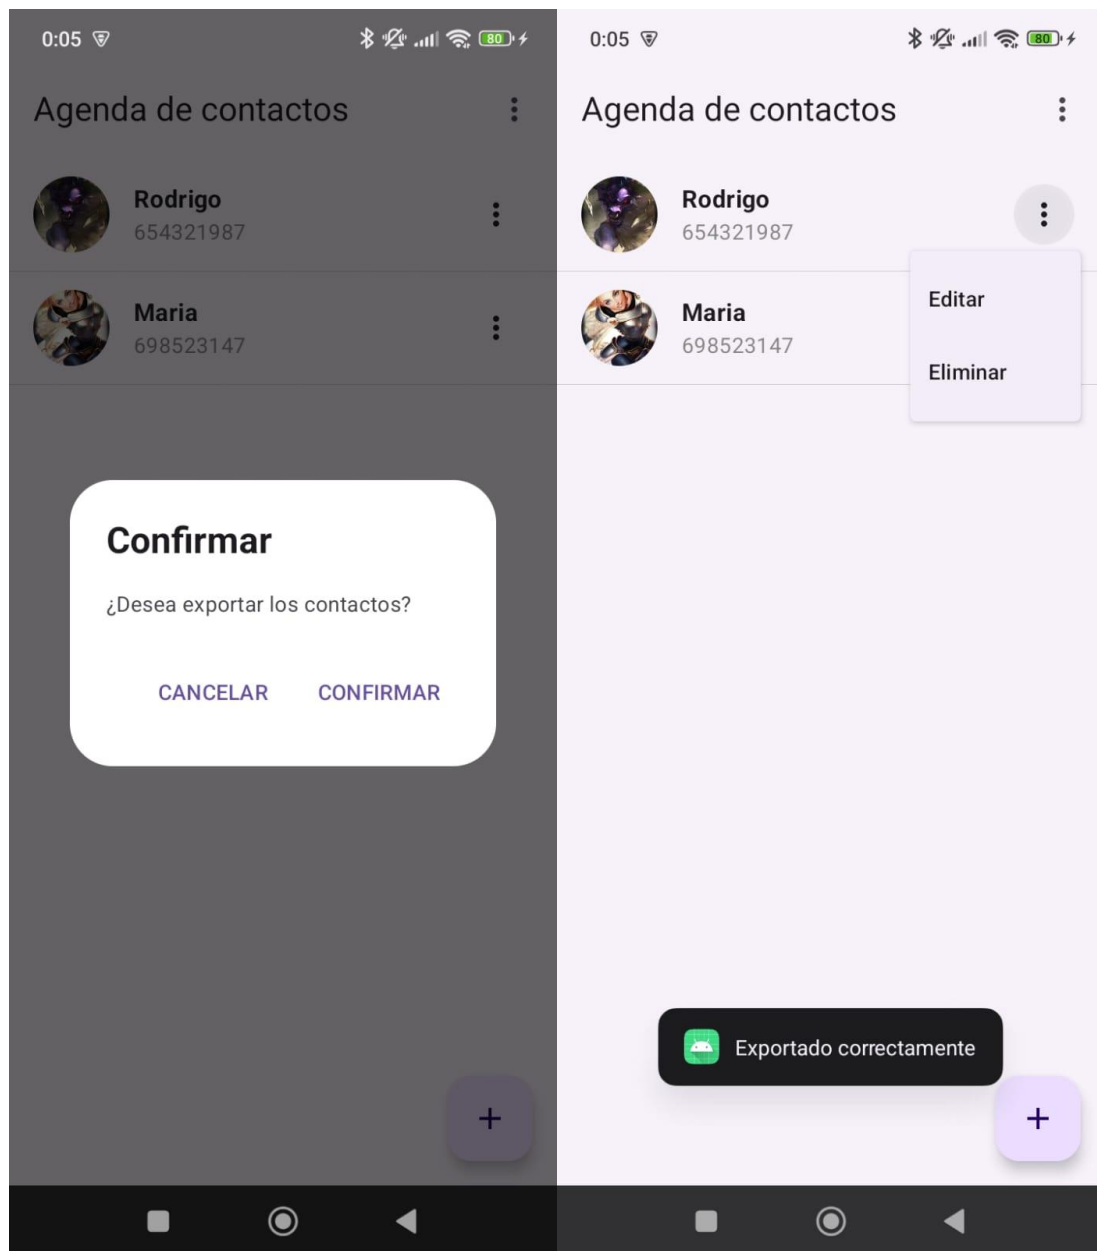 0:05
80
Agenda de contactos
Rodrigo
654321987
Maria
698523147
Confirmar
¿Desea exportar los contactos?
CANCELAR CONFIRMAR
0:05
80
Agenda de contactos
Rodrigo
654321987
Maria
698523147
Editar
Eliminar
Exportado correctamente